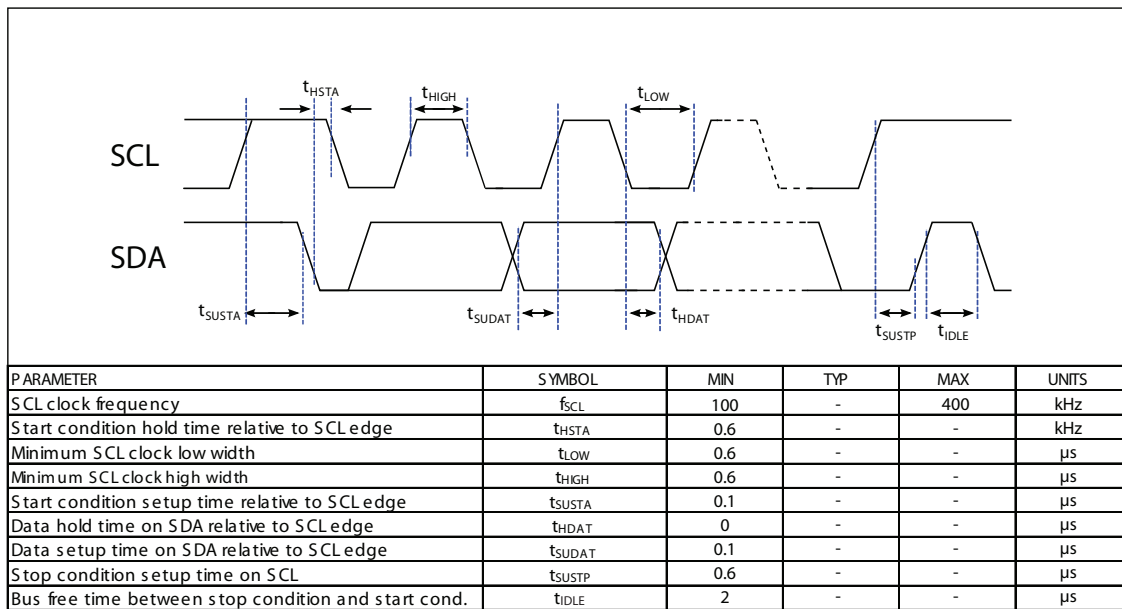 tHSTA
tHIGH
tLOW
SCL
SDA
tSUSTA
tSUDAT
tHDAT
tSUSTP
tIDLE
PARAMETER SYMBOL MIN TYP MAX UNITS
SCL clock frequency fSCL 100 - 400 kHz
Start condition hold time relative to SCL edge tHSTA 0.6 - - kHz
Minimum SCL clock low width tLOW 0.6 - - µs
Minimum SCL clock high width tHIGH 0.6 - - µs
Start condition setup time relative to SCL edge tSUSTA 0.1 - - µs
Data hold time on SDA relative to SCL edge tHDAT 0 - - µs
Data setup time on SDA relative to SCL edge tSUDAT 0.1 - - µs
Stop condition setup time on SCL tSUSTP 0.6 - - µs
Bus free time between stop condition and start cond. tIDLE 2 - - µs